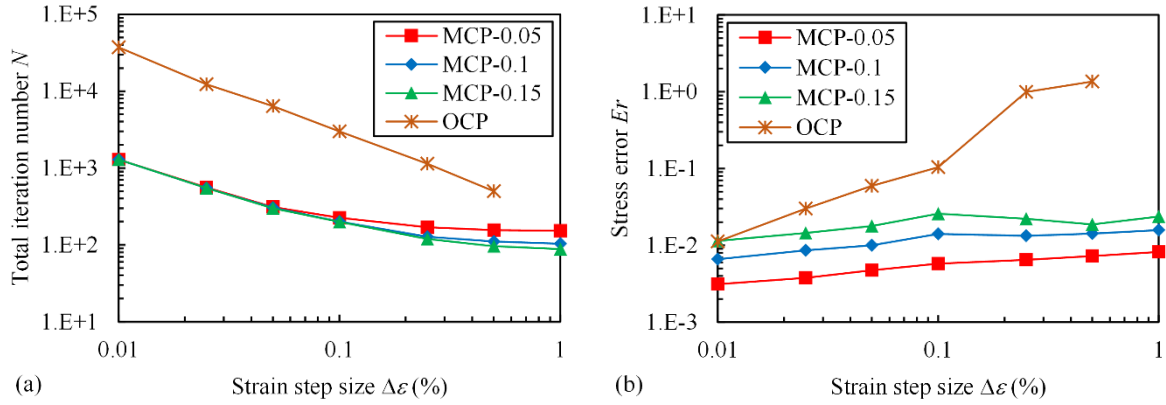 Total iteration number N
1.E+5
1.E+4
1.E+3
1.E+2
1.E+1
MCP-0.05
MCP-0.1
MCP-0.15
OCP
0.01
0.1
1
(a)
Strain step size Δε (%)
Stress error Er
1.E+1
1.E+0
1.E-1
1.E-2
1.E-3
MCP-0.05
MCP-0.1
MCP-0.15
OCP
0.01
0.1
1
(b)
Strain step size Δε (%)